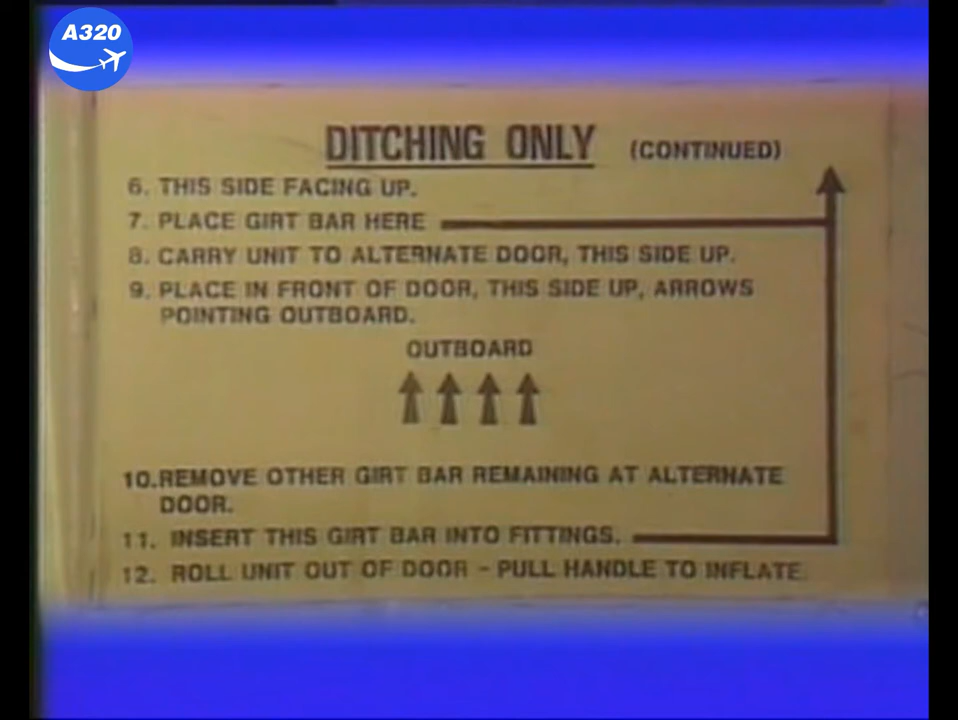 A320
DITCHING ONLY (CONTINUED)
6. THIS SIDE FACING UP.
7. PLACE GIRT BAR HERE
8. CARRY UNIT TO ALTERNATE DOOR, THIS SIDE UP.
9. PLACE IN FRONT OF DOOR, THIS SIDE UP, ARROWS
POINTING OUTBOARD.
OUTBOARD
10.REMOVE OTHER GIRT BAR REMAINING AT ALTERNATE
DOOR.
11. INSERT THIS GIRT BAR INTO FITTINGS.
12. ROLL UNIT OUT OF DOOR - PULL HANDLE TO INFLATE